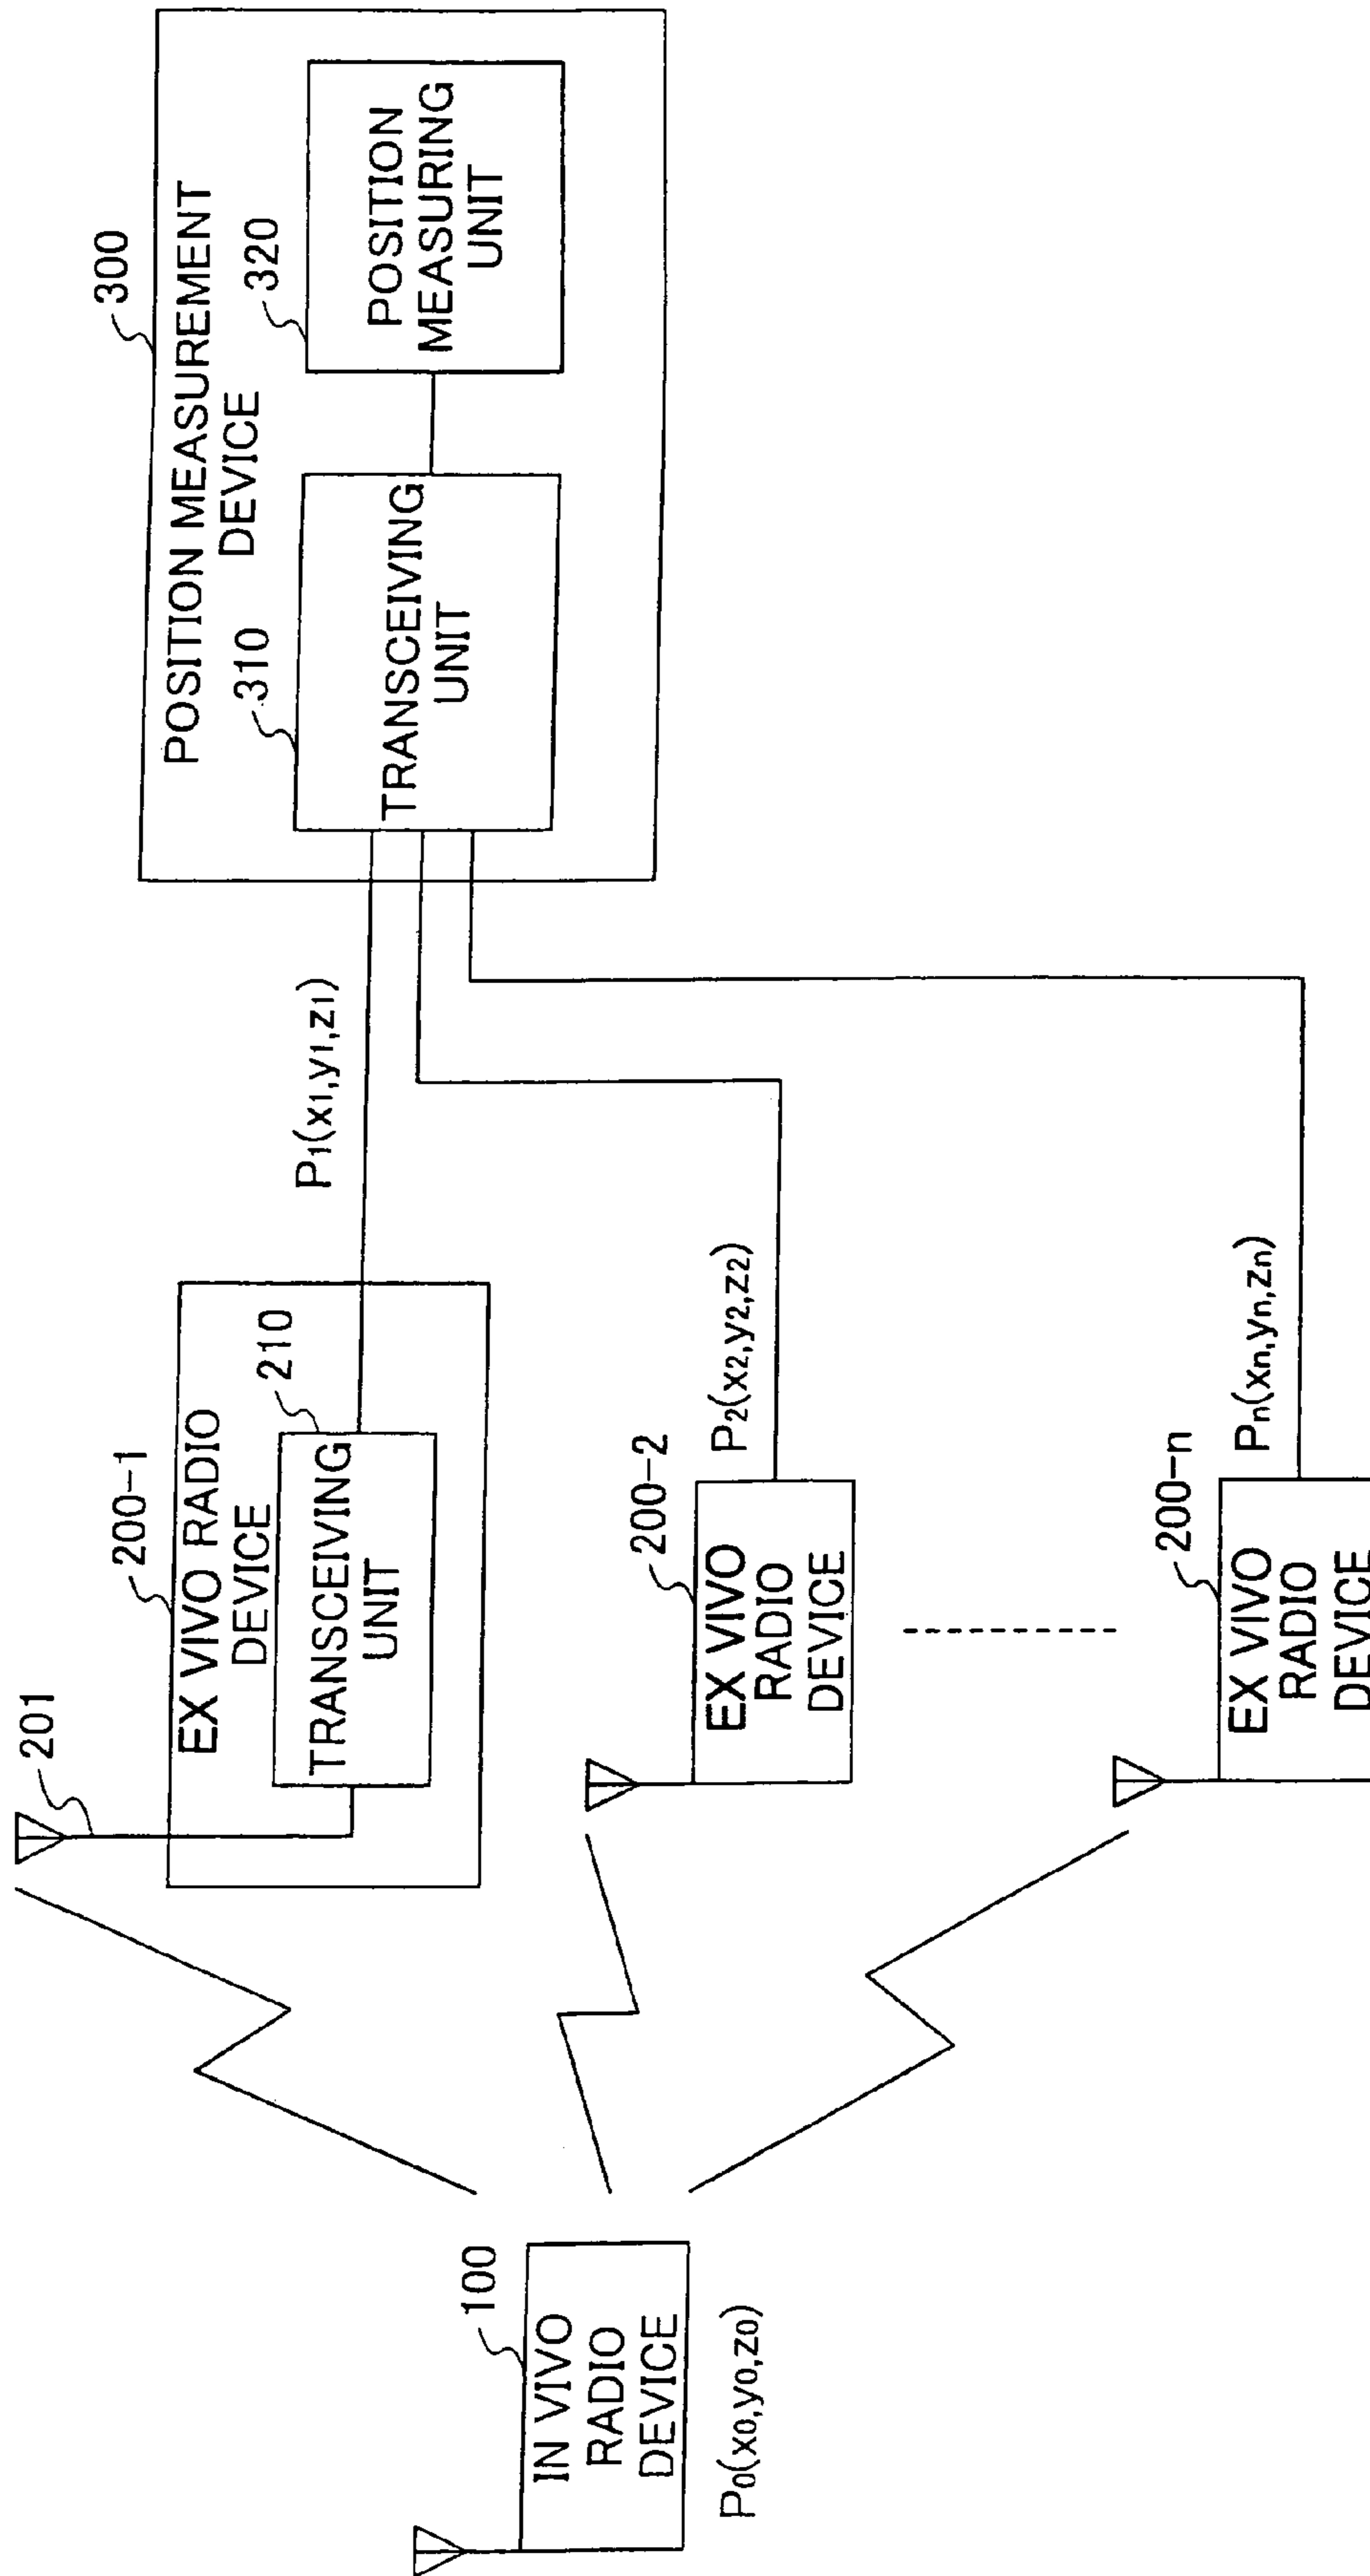 100
IN VIVO
RADIO
DEVICE
P0(x0,y0,z0)
201
200-1
EX VIVO RADIO
DEVICE
210
TRANSCEIVING
UNIT
P1(x1,y1,z1)
200-2
EX VIVO
RADIO
DEVICE
P2(x2,y2,z2)
200-n
EX VIVO
RADIO
DEVICE
Pn(xn,yn,zn)
300
POSITION MEASUREMENT
DEVICE
310
TRANSCEIVING
UNIT
320
POSITION
MEASURING
UNIT